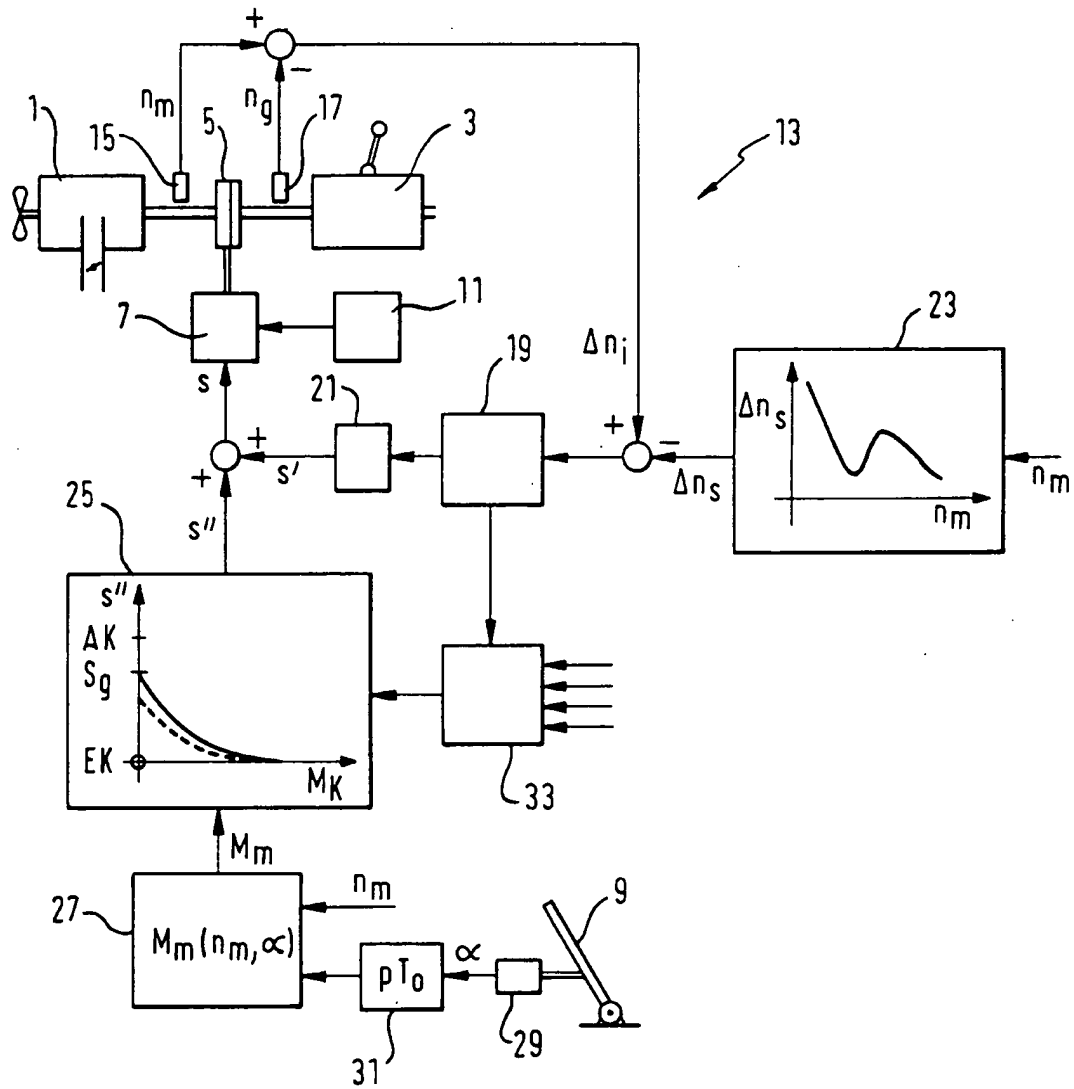 +
−
n_m
n_g
1
15
5
17
3
13
7
11
Δn_i
23
s
21
19
Δn_s
n_m
+
−
Δn_s
n_m
+
+
s′
s″
25
s″
ΔK
S_g
EK
M_K
33
M_m
27
n_m
9
M_m(n_m, ∝)
pT_o
∝
29
31